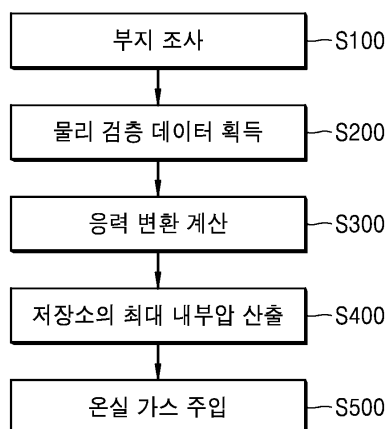 부지 조사 S100
물리 검층 데이터 획득 S200
응력 변환 계산 S300
저장소의 최대 내부압 산출 S400
온실 가스 주입 S500